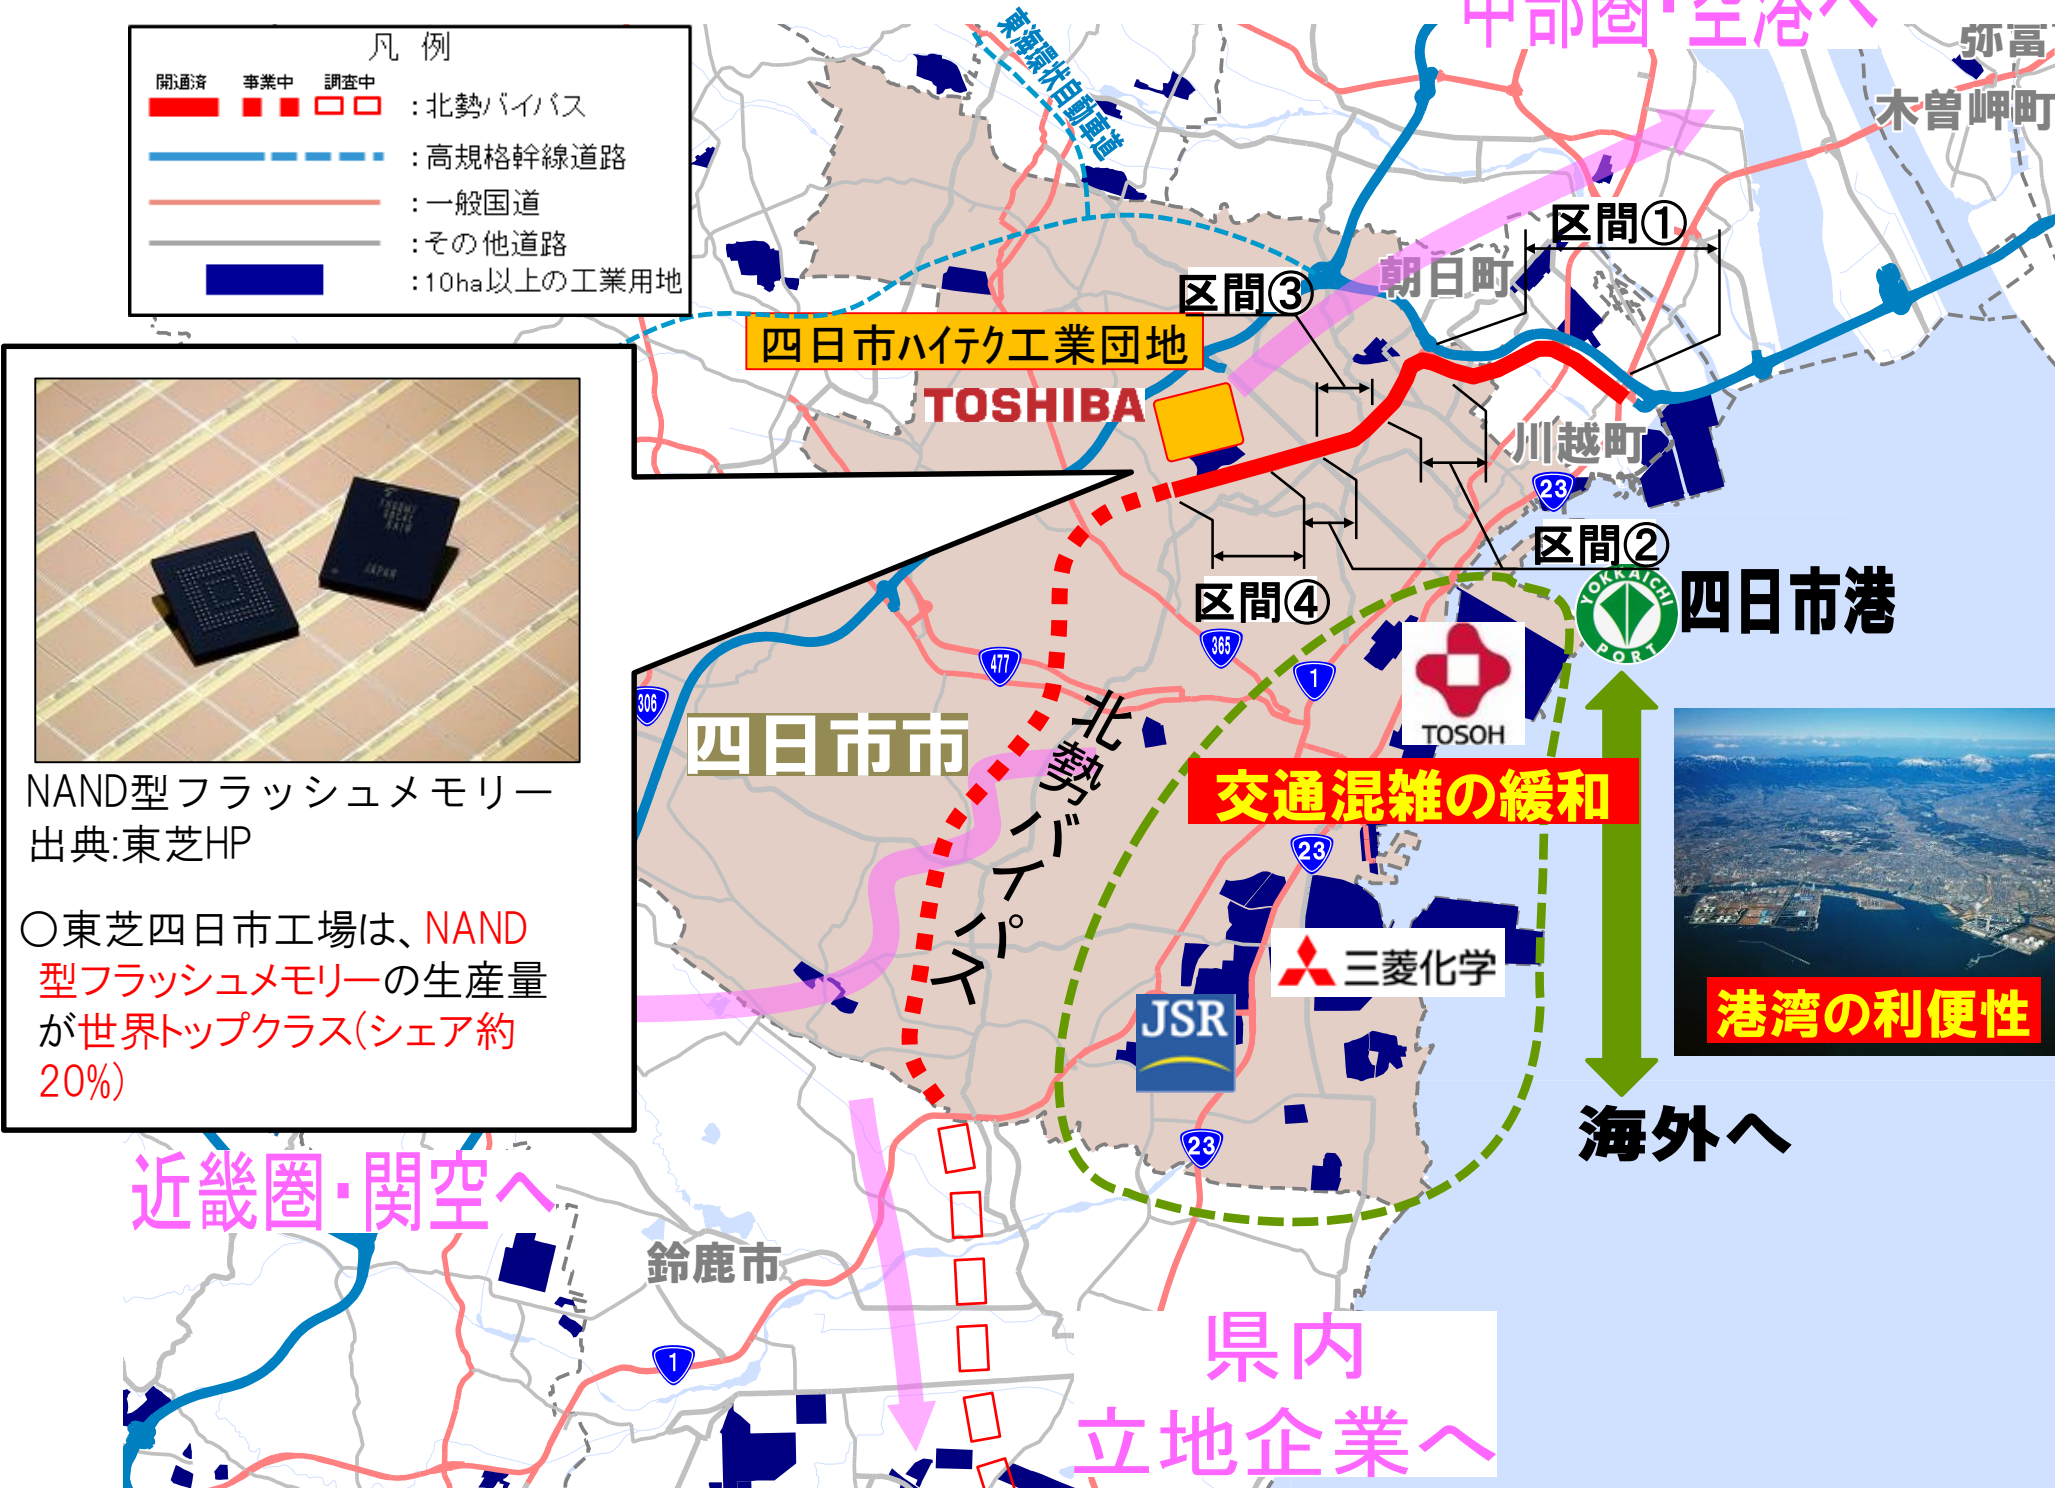 中部圏・空港へ
凡 例
開通済 事業中 調査中
：北勢バイパス
：高規格幹線道路
：一般国道
：その他道路
：10ha以上の工業用地
東海環状自動車道
弥富
木曽岬町
区間①
朝日町
区間③
四日市ハイテク工業団地
TOSHIBA
川越町
23
区間②
区間④
YOKKAICHI
PORT
四日市港
365
477
1
306
TOSOH
四日市市
北勢バイパス
交通混雑の緩和
23
三菱化学
JSR
港湾の利便性
海外へ
23
JAPAN
NAND型フラッシュメモリー
出典:東芝HP
○東芝四日市工場は、NAND
型フラッシュメモリーの生産量
が世界トップクラス(シェア約
20%)
近畿圏・関空へ
鈴鹿市
1
県内
立地企業へ